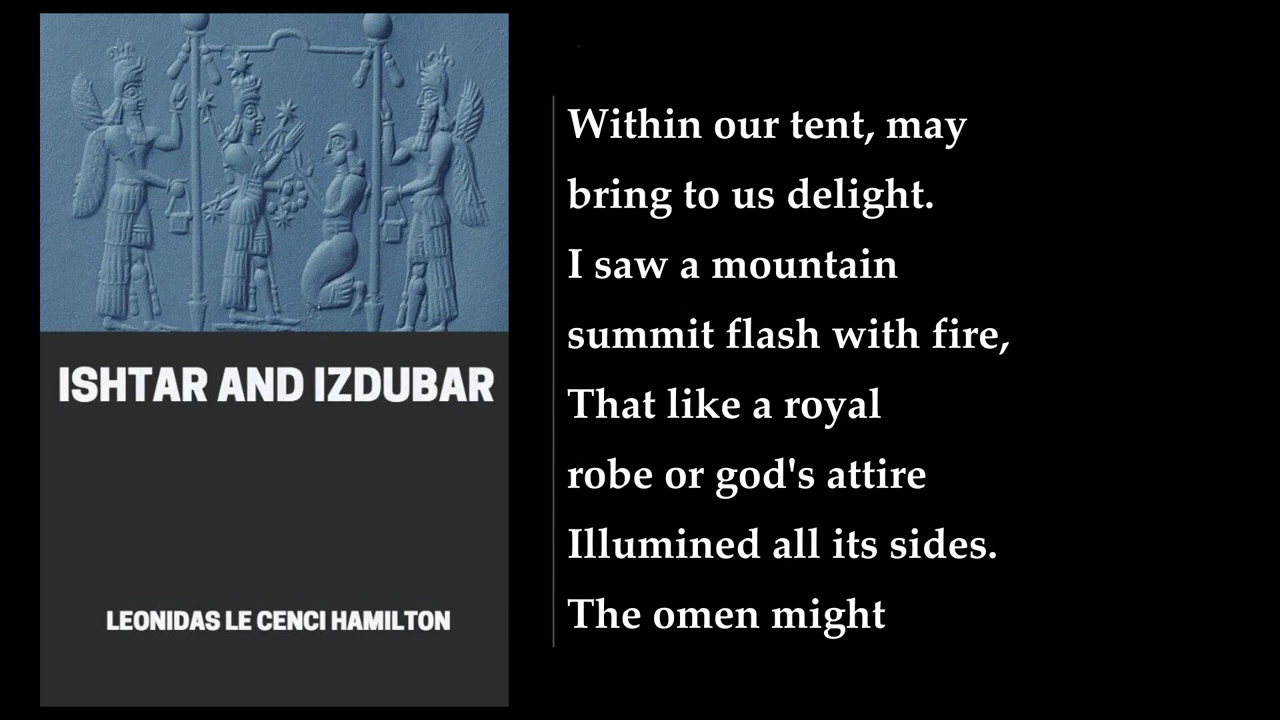 ISHTAR AND IZDUBAR
LEONIDAS LE CENCI HAMILTON
Within our tent, may
bring to us delight.
I saw a mountain
summit flash with fire,
That like a royal
robe or god's attire
Illumined all its sides.
The omen might